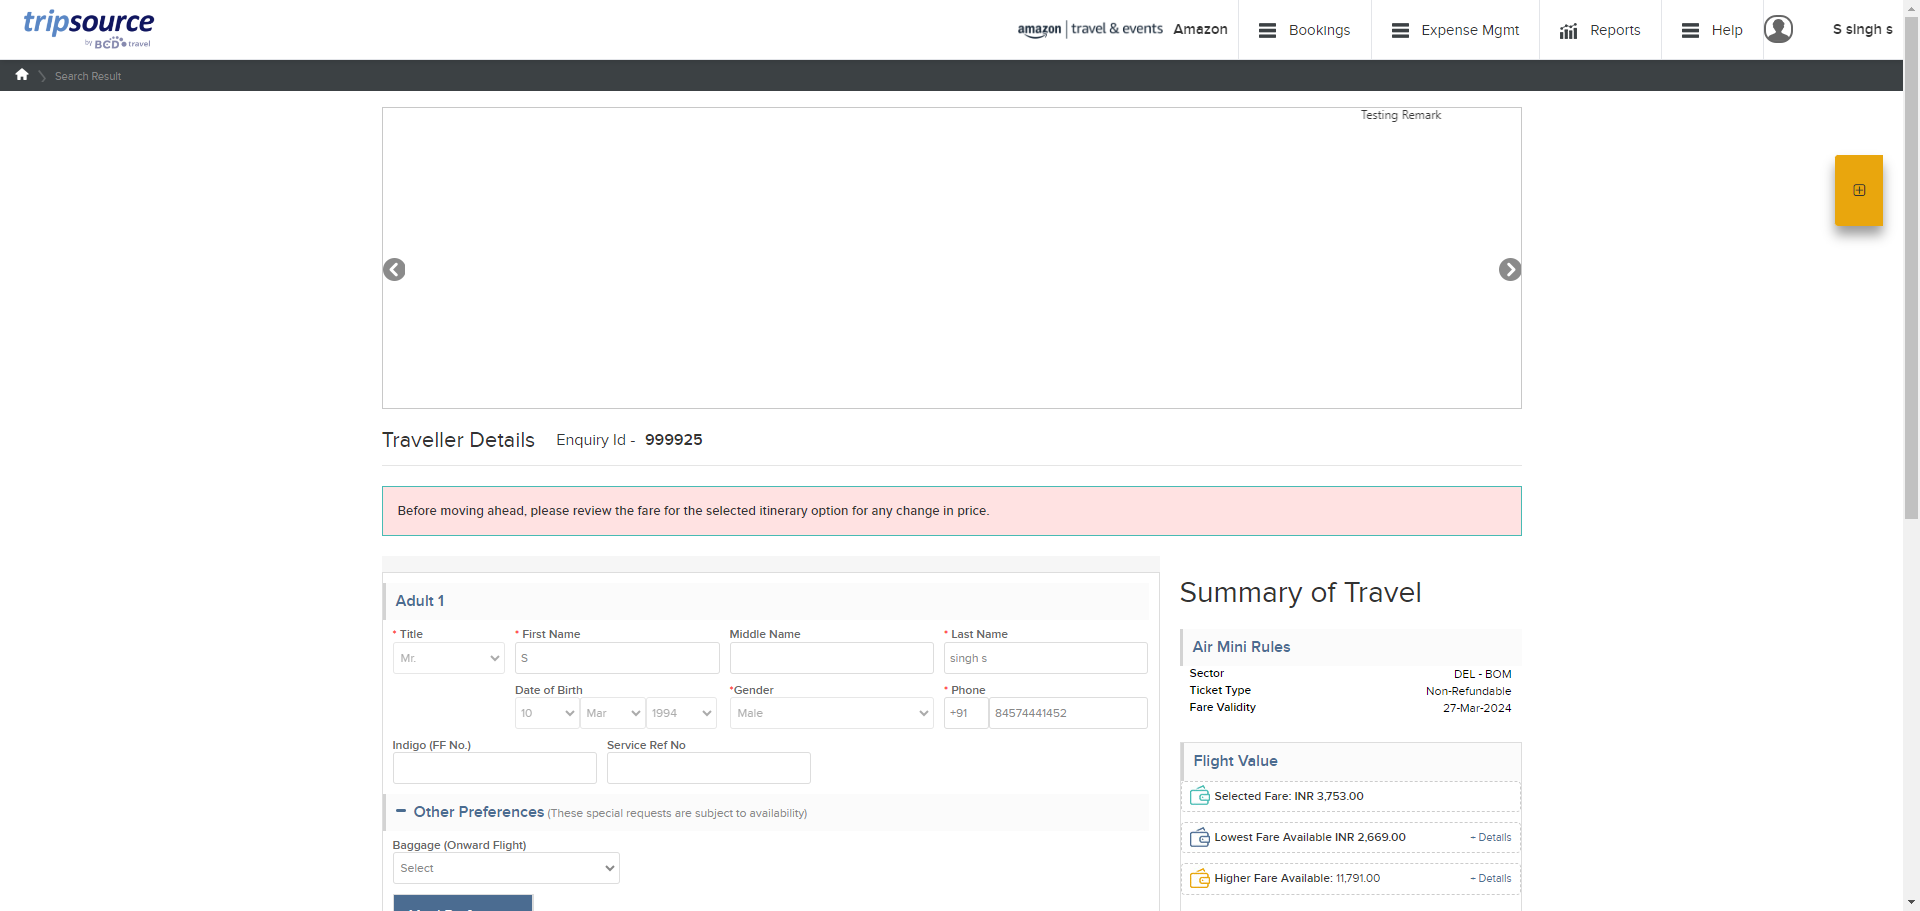 tripsource
by BCD travel
amazon | travel & events Amazon
Bookings
Expense Mgmt
Reports
Help
S singh s
Search Result
Testing Remark
Traveller Details Enquiry Id - 999925
Before moving ahead, please review the fare for the selected itinerary option for any change in price.
Adult 1
* Title * First Name Middle Name * Last Name
Mr. S singh s
Date of Birth *Gender * Phone
10 Mar 1994 Male +91 84574441452
Indigo (FF No.) Service Ref No
Other Preferences (These special requests are subject to availability)
Baggage (Onward Flight)
Select
Summary of Travel
Air Mini Rules
Sector DEL - BOM
Ticket Type Non-Refundable
Fare Validity 27-Mar-2024
Flight Value
Selected Fare: INR 3,753.00
Lowest Fare Available INR 2,669.00 + Details
Higher Fare Available: 11,791.00 + Details